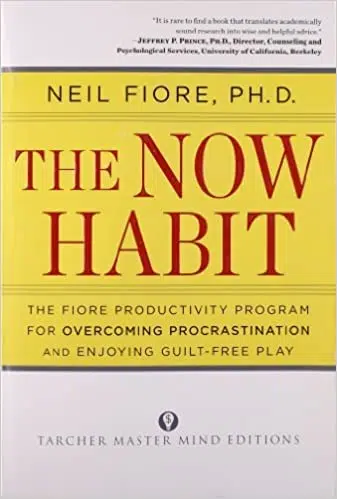 "It is rare to find a book that translates academically
sound research into wise and helpful advice."
—Jeffrey P. Prince, Ph.D., Director, Counseling and
Psychological Services, University of California, Berkeley
NEIL FIORE, PH.D.
THE NOW
HABIT
THE FIORE PRODUCTIVITY PROGRAM
FOR OVERCOMING PROCRASTINATION
AND ENJOYING GUILT-FREE PLAY
$
TARCHER MASTER MIND EDITIONS